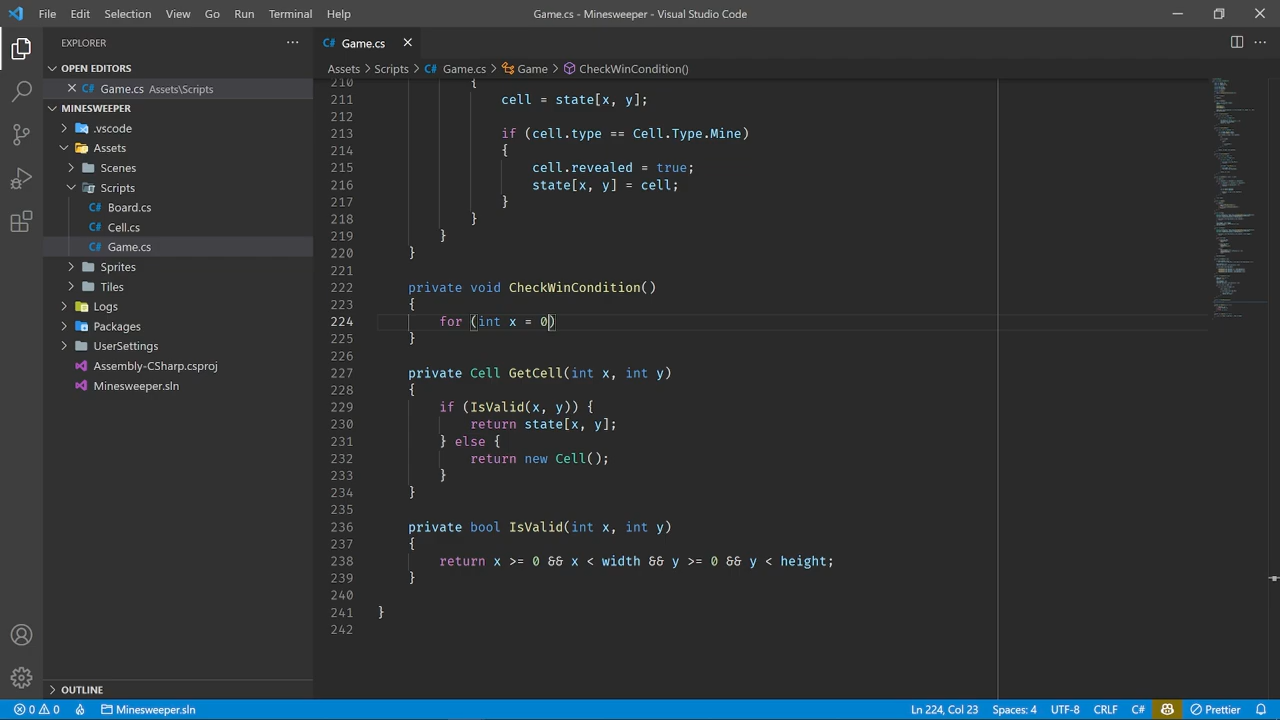 File Edit Selection View Go Run Terminal Help
Game.cs - Minesweeper - Visual Studio Code
EXPLORER
OPEN EDITORS
Game.cs Assets\Scripts
MINESWEEPER
.vscode
Assets
Scenes
Scripts
C# Board.cs
C# Cell.cs
C# Game.cs
Sprites
Tiles
Logs
Packages
UserSettings
Assembly-CSharp.csproj
Minesweeper.sln
OUTLINE
C# Game.cs
Assets > Scripts > C# Game.cs > Game > CheckWinCondition()
210 {
211 cell = state[x, y];
212
213 if (cell.type == Cell.Type.Mine)
214 {
215 cell.revealed = true;
216 state[x, y] = cell;
217 }
218 }
219 }
220 }
221
222 private void CheckWinCondition()
223 {
224 for (int x = 0)
225 }
226
227 private Cell GetCell(int x, int y)
228 {
229 if (IsValid(x, y)) {
230 return state[x, y];
231 } else {
232 return new Cell();
233 }
234 }
235
236 private bool IsValid(int x, int y)
237 {
238 return x >= 0 && x < width && y >= 0 && y < height;
239 }
240
241 }
242
0 0 Minesweeper.sln Ln 224, Col 23 Spaces: 4 UTF-8 CRLF C# Prettier